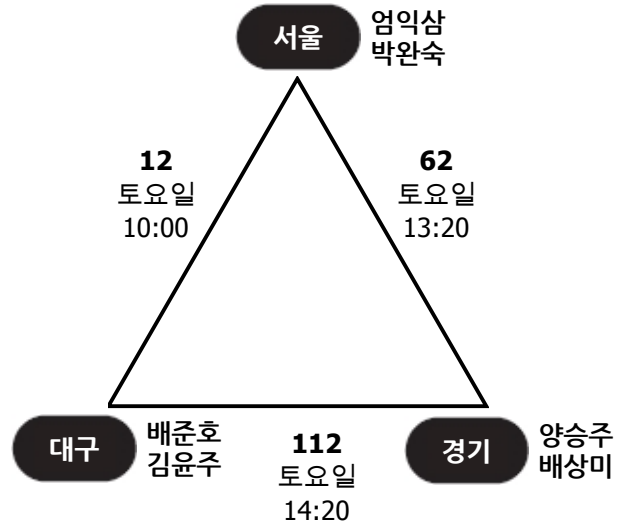 서울
엄익삼
박완숙
12
토요일
10:00
62
토요일
13:20
대구
배준호
김윤주
112
토요일
14:20
경기
양승주
배상미